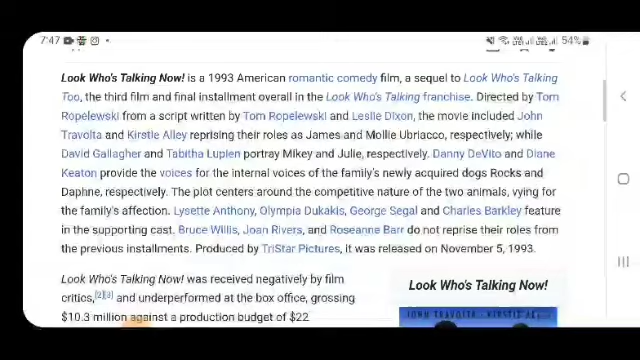 7:47
54%
Look Who's Talking Now! is a 1993 American romantic comedy film, a sequel to Look Who's Talking
Too, the third film and final installment overall in the Look Who's Talking franchise. Directed by Tom
Ropelewski from a script written by Tom Ropelewski and Leslie Dixon, the movie included John
Travolta and Kirstie Alley reprising their roles as James and Mollie Ubriacco, respectively; while
David Gallagher and Tabitha Lupien portray Mikey and Julie, respectively. Danny DeVito and Diane
Keaton provide the voices for the internal voices of the family's newly acquired dogs Rocks and
Daphne, respectively. The plot centers around the competitive nature of the two animals, vying for
the family's affection. Lysette Anthony, Olympia Dukakis, George Segal and Charles Barkley feature
in the supporting cast. Bruce Willis, Joan Rivers, and Roseanne Barr do not reprise their roles from
the previous installments. Produced by TriStar Pictures, it was released on November 5, 1993.
Look Who's Talking Now! was received negatively by film
critics,[2][3] and underperformed at the box office, grossing
$10.3 million against a production budget of $22
Look Who's Talking Now!
JOHN TRAVOLTA KIRSTIE